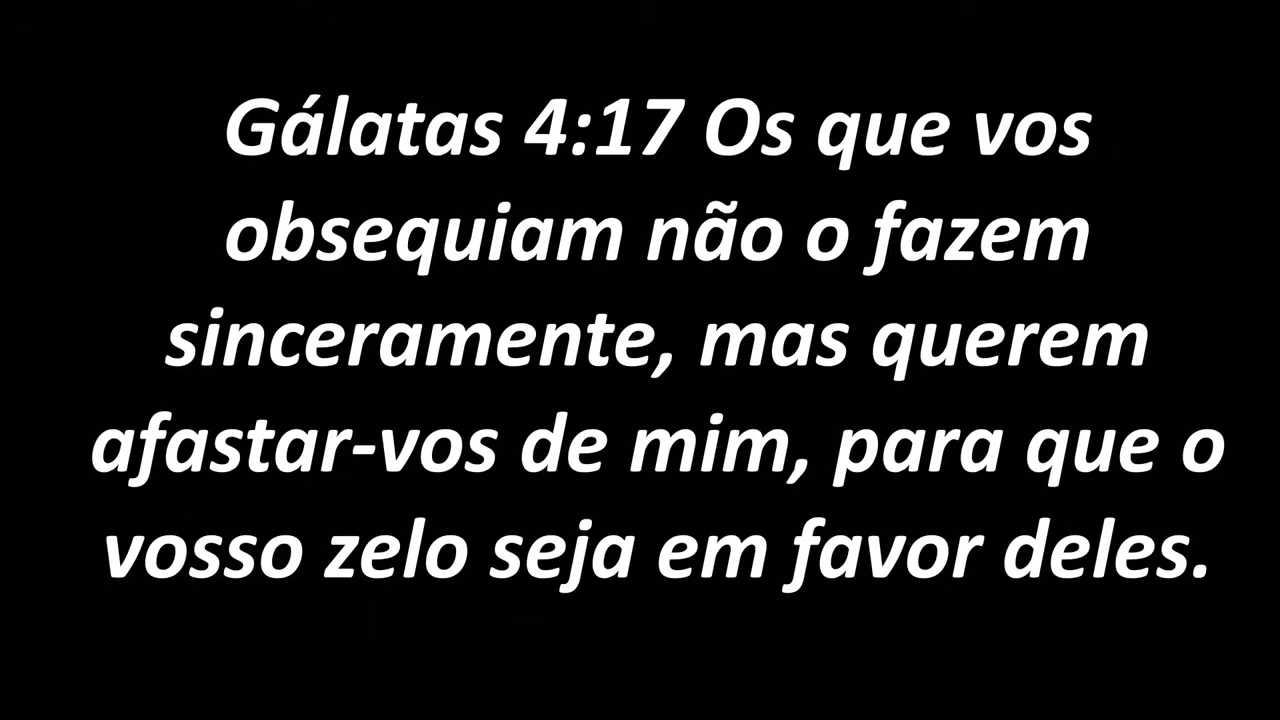 Gálatas 4:17 Os que vos
obsequiam não o fazem
sinceramente, mas querem
afastar-vos de mim, para que o
vosso zelo seja em favor deles.